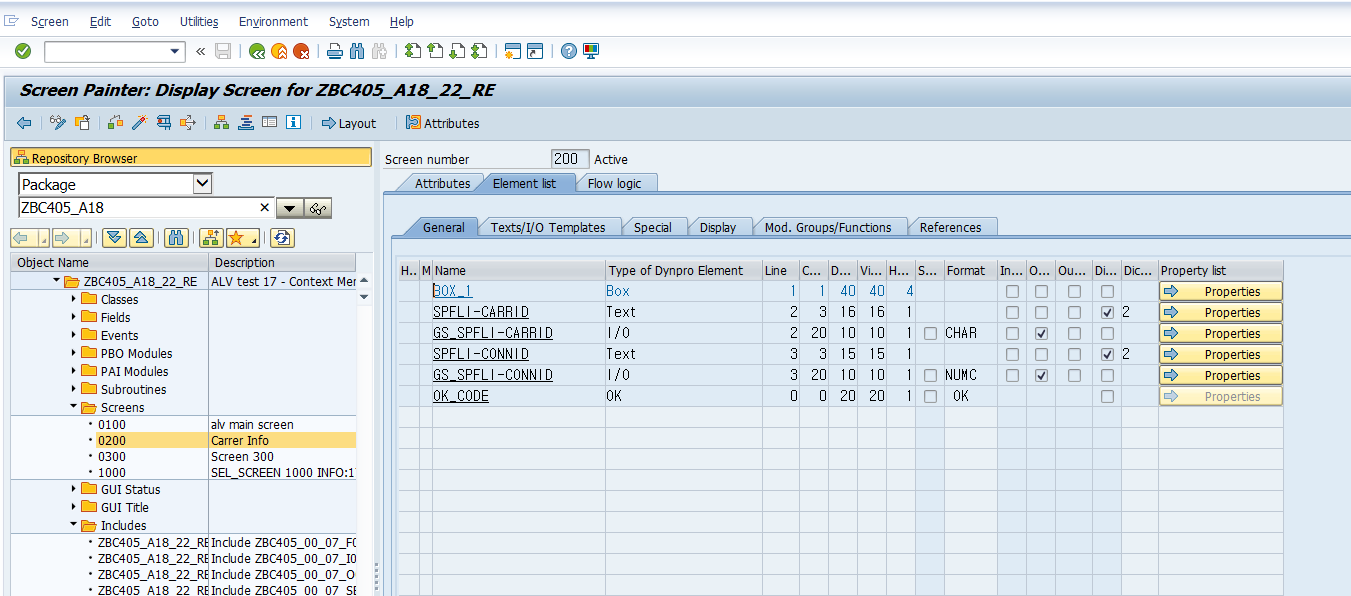 Screen Edit Goto Utilities Environment System Help
Screen Painter: Display Screen for ZBC405_A18_22_RE
Layout Attributes
Repository Browser
Package
ZBC405_A18
Object Name Description
ZBC405_A18_22_RE ALV test 17 - Context Mer
Classes
Fields
Events
PBO Modules
PAI Modules
Subroutines
Screens
0100 alv main screen
0200 Carrer Info
0300 Screen 300
1000 SEL_SCREEN 1000 INFO:1
GUI Status
GUI Title
Includes
ZBC405_A18_22_RE Include ZBC405_00_07_F0
ZBC405_A18_22_RE Include ZBC405_00_07_I0
ZBC405_A18_22_RE Include ZBC405_00_07_O
ZBC405_A18_22_RE Include ZBC405_00_07_SE
Screen number 200 Active
Attributes Element list Flow logic
General Texts/I/O Templates Special Display Mod. Groups/Functions References
H.. M Name Type of Dynpro Element Line C... D... Vi... H... S... Format In... O... Ou... Di... Dic... Property list
BOX_1 Box 1 1 40 40 4 Properties
SPFLI-CARRID Text 2 3 16 16 1 2 Properties
GS_SPFLI-CARRID I/O 2 20 10 10 1 CHAR Properties
SPFLI-CONNID Text 3 3 15 15 1 2 Properties
GS_SPFLI-CONNID I/O 3 20 10 10 1 NUMC Properties
OK_CODE OK 0 0 20 20 1 OK Properties